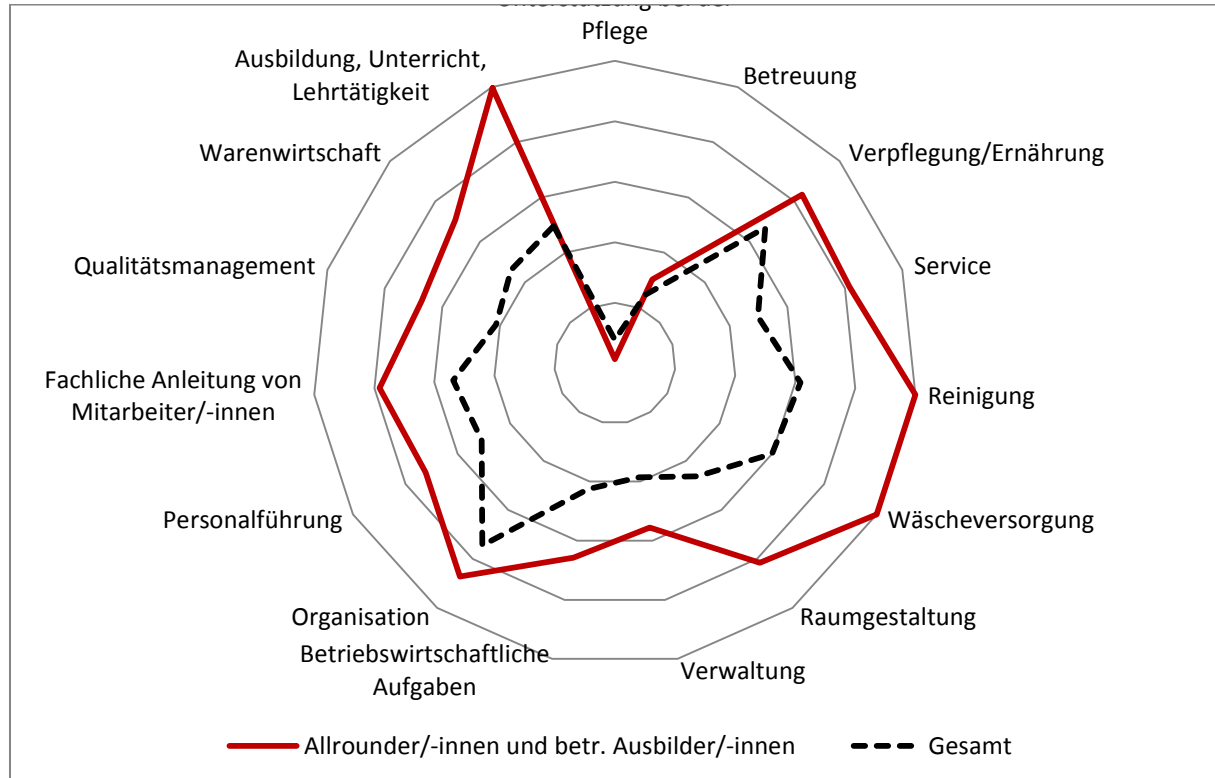 Pflege
Betreuung
Verpflegung/Ernährung
Service
Reinigung
Wäscheversorgung
Raumgestaltung
Verwaltung
Betriebswirtschaftliche
Aufgaben
Organisation
Personalführung
Fachliche Anleitung von
Mitarbeiter/-innen
Qualitätsmanagement
Warenwirtschaft
Ausbildung, Unterricht,
Lehrtätigkeit
Allrounder/-innen und betr. Ausbilder/-innen
Gesamt